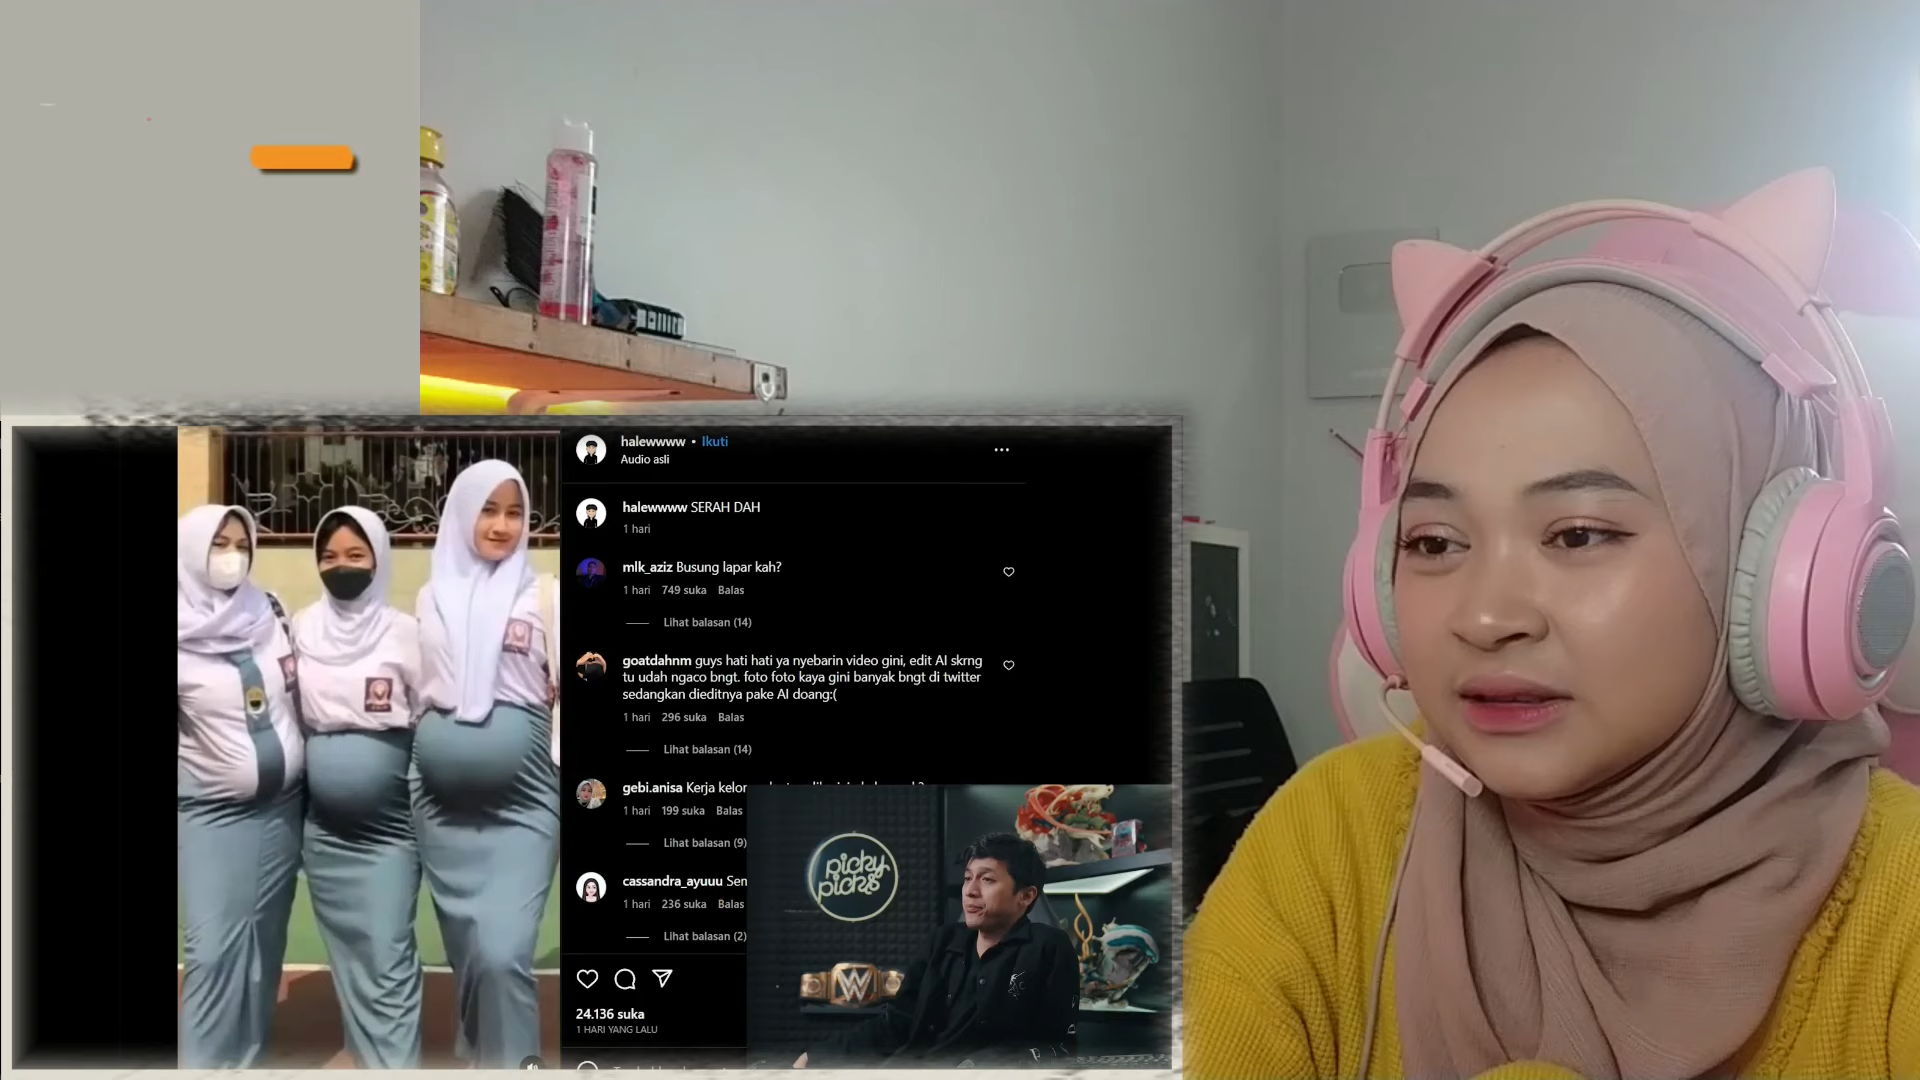 halewwww • Ikuti
Audio asli
halewwww SERAH DAH
1 hari
mlk_aziz Busung lapar kah?
1 hari 749 suka Balas
Lihat balasan (14)
goatdahnm guys hati hati ya nyebarin video gini, edit AI skrng
tu udah ngaco bngt. foto foto kaya gini banyak bngt di twitter
sedangkan dieditnya pake AI doang:(
1 hari 296 suka Balas
Lihat balasan (14)
gebi.anisa Kerja
1 hari 199 suka Balas
Lihat balasan (9)
cassandra_ayuuu
1 hari 236 suka Balas
Lihat balasan (2)
24.136 suka
1 HARI YANG LALU
picky
picks
W